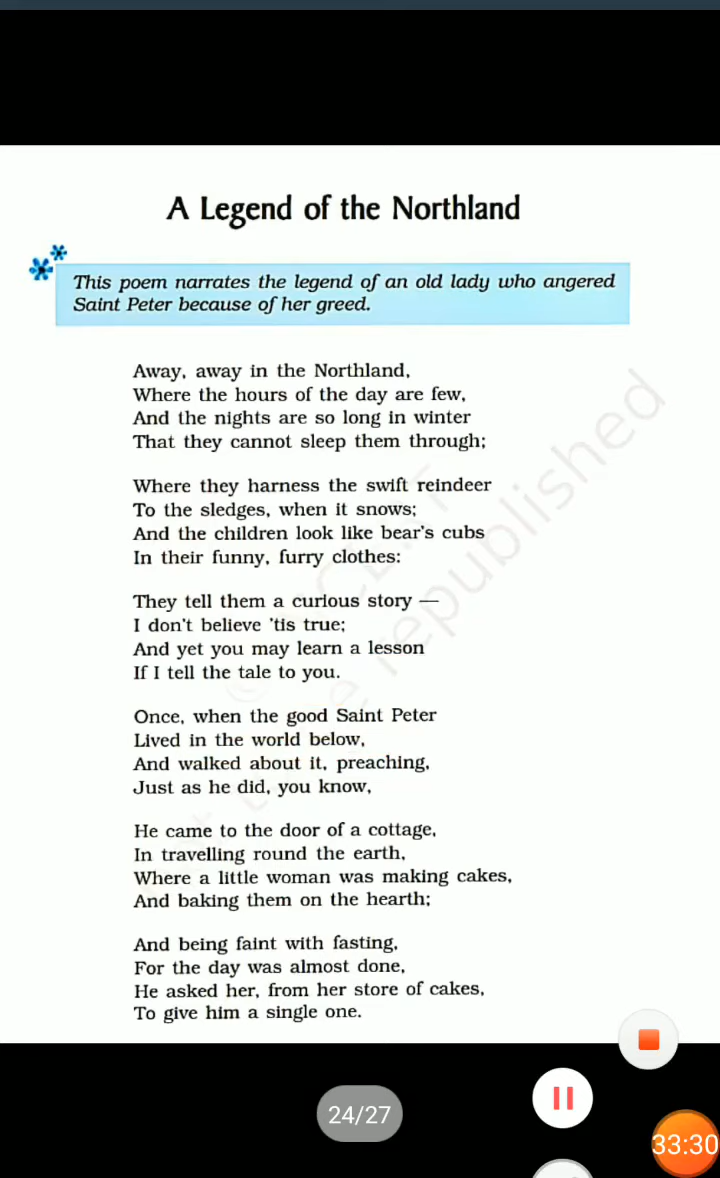 A Legend of the Northland
This poem narrates the legend of an old lady who angered
Saint Peter because of her greed.
Away, away in the Northland,
Where the hours of the day are few,
And the nights are so long in winter
That they cannot sleep them through;
Where they harness the swift reindeer
To the sledges, when it snows;
And the children look like bear's cubs
In their funny, furry clothes:
They tell them a curious story —
I don't believe 'tis true;
And yet you may learn a lesson
If I tell the tale to you.
Once, when the good Saint Peter
Lived in the world below,
And walked about it, preaching,
Just as he did, you know,
He came to the door of a cottage,
In travelling round the earth,
Where a little woman was making cakes,
And baking them on the hearth;
And being faint with fasting,
For the day was almost done,
He asked her, from her store of cakes,
To give him a single one.
republished
24/27
33:30